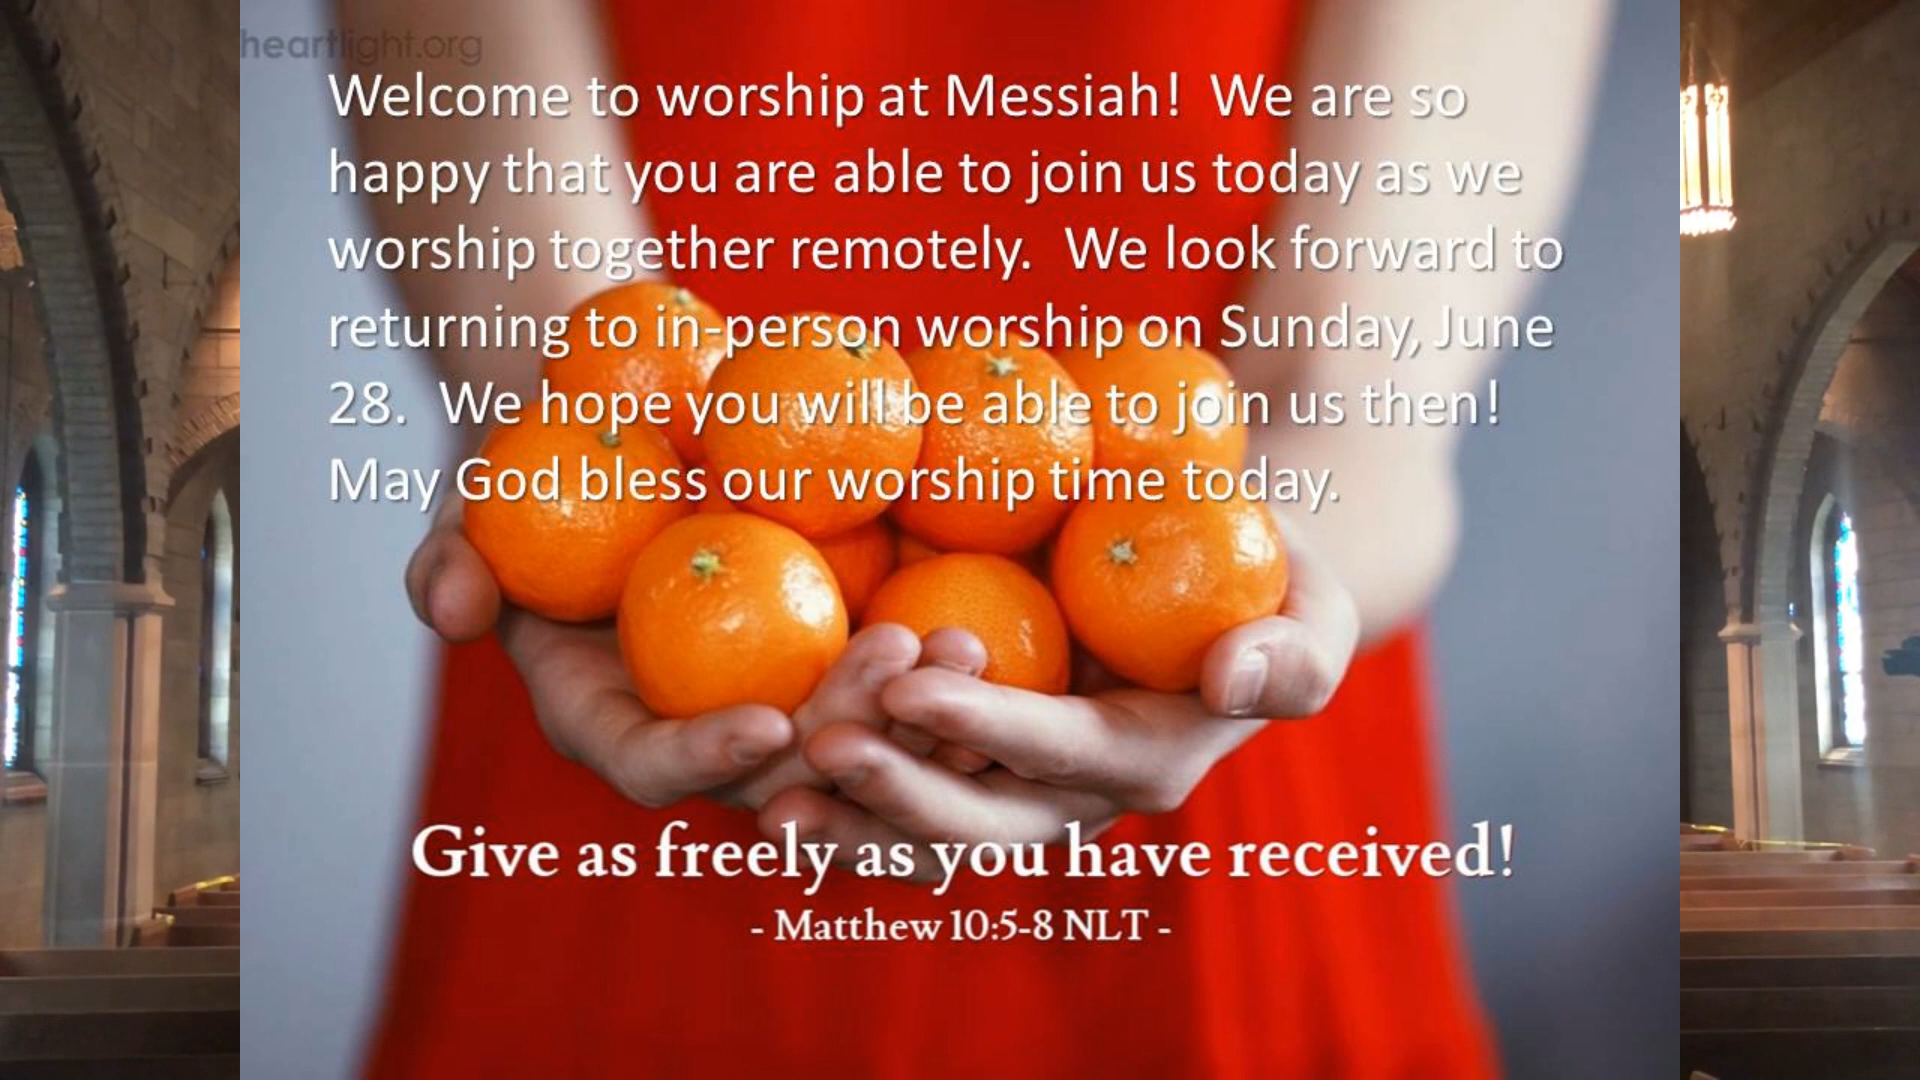 heartlight.org
Welcome to worship at Messiah!  We are so
happy that you are able to join us today as we
worship together remotely.  We look forward to
returning to in-person worship on Sunday, June
28.  We hope you will be able to join us then!
May God bless our worship time today.
Give as freely as you have received!
- Matthew 10:5-8 NLT -